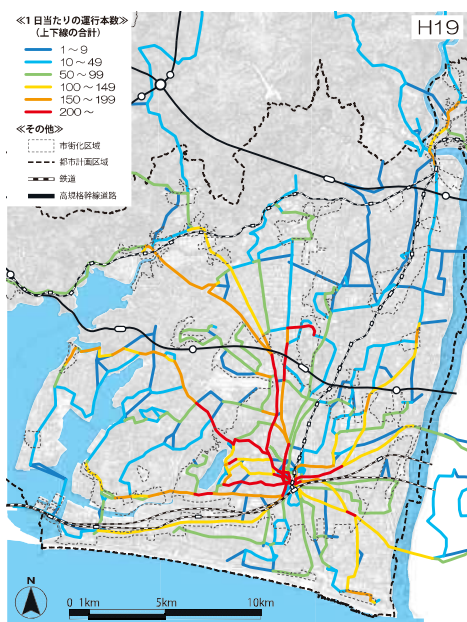 ≪1日当たりの運行本数≫
(上下線の合計)
1～9
10～49
50～99
100～149
150～199
200～
≪その他≫
市街化区域
都市計画区域
鉄道
高規格幹線道路
H19
N
0 1km 5km 10km